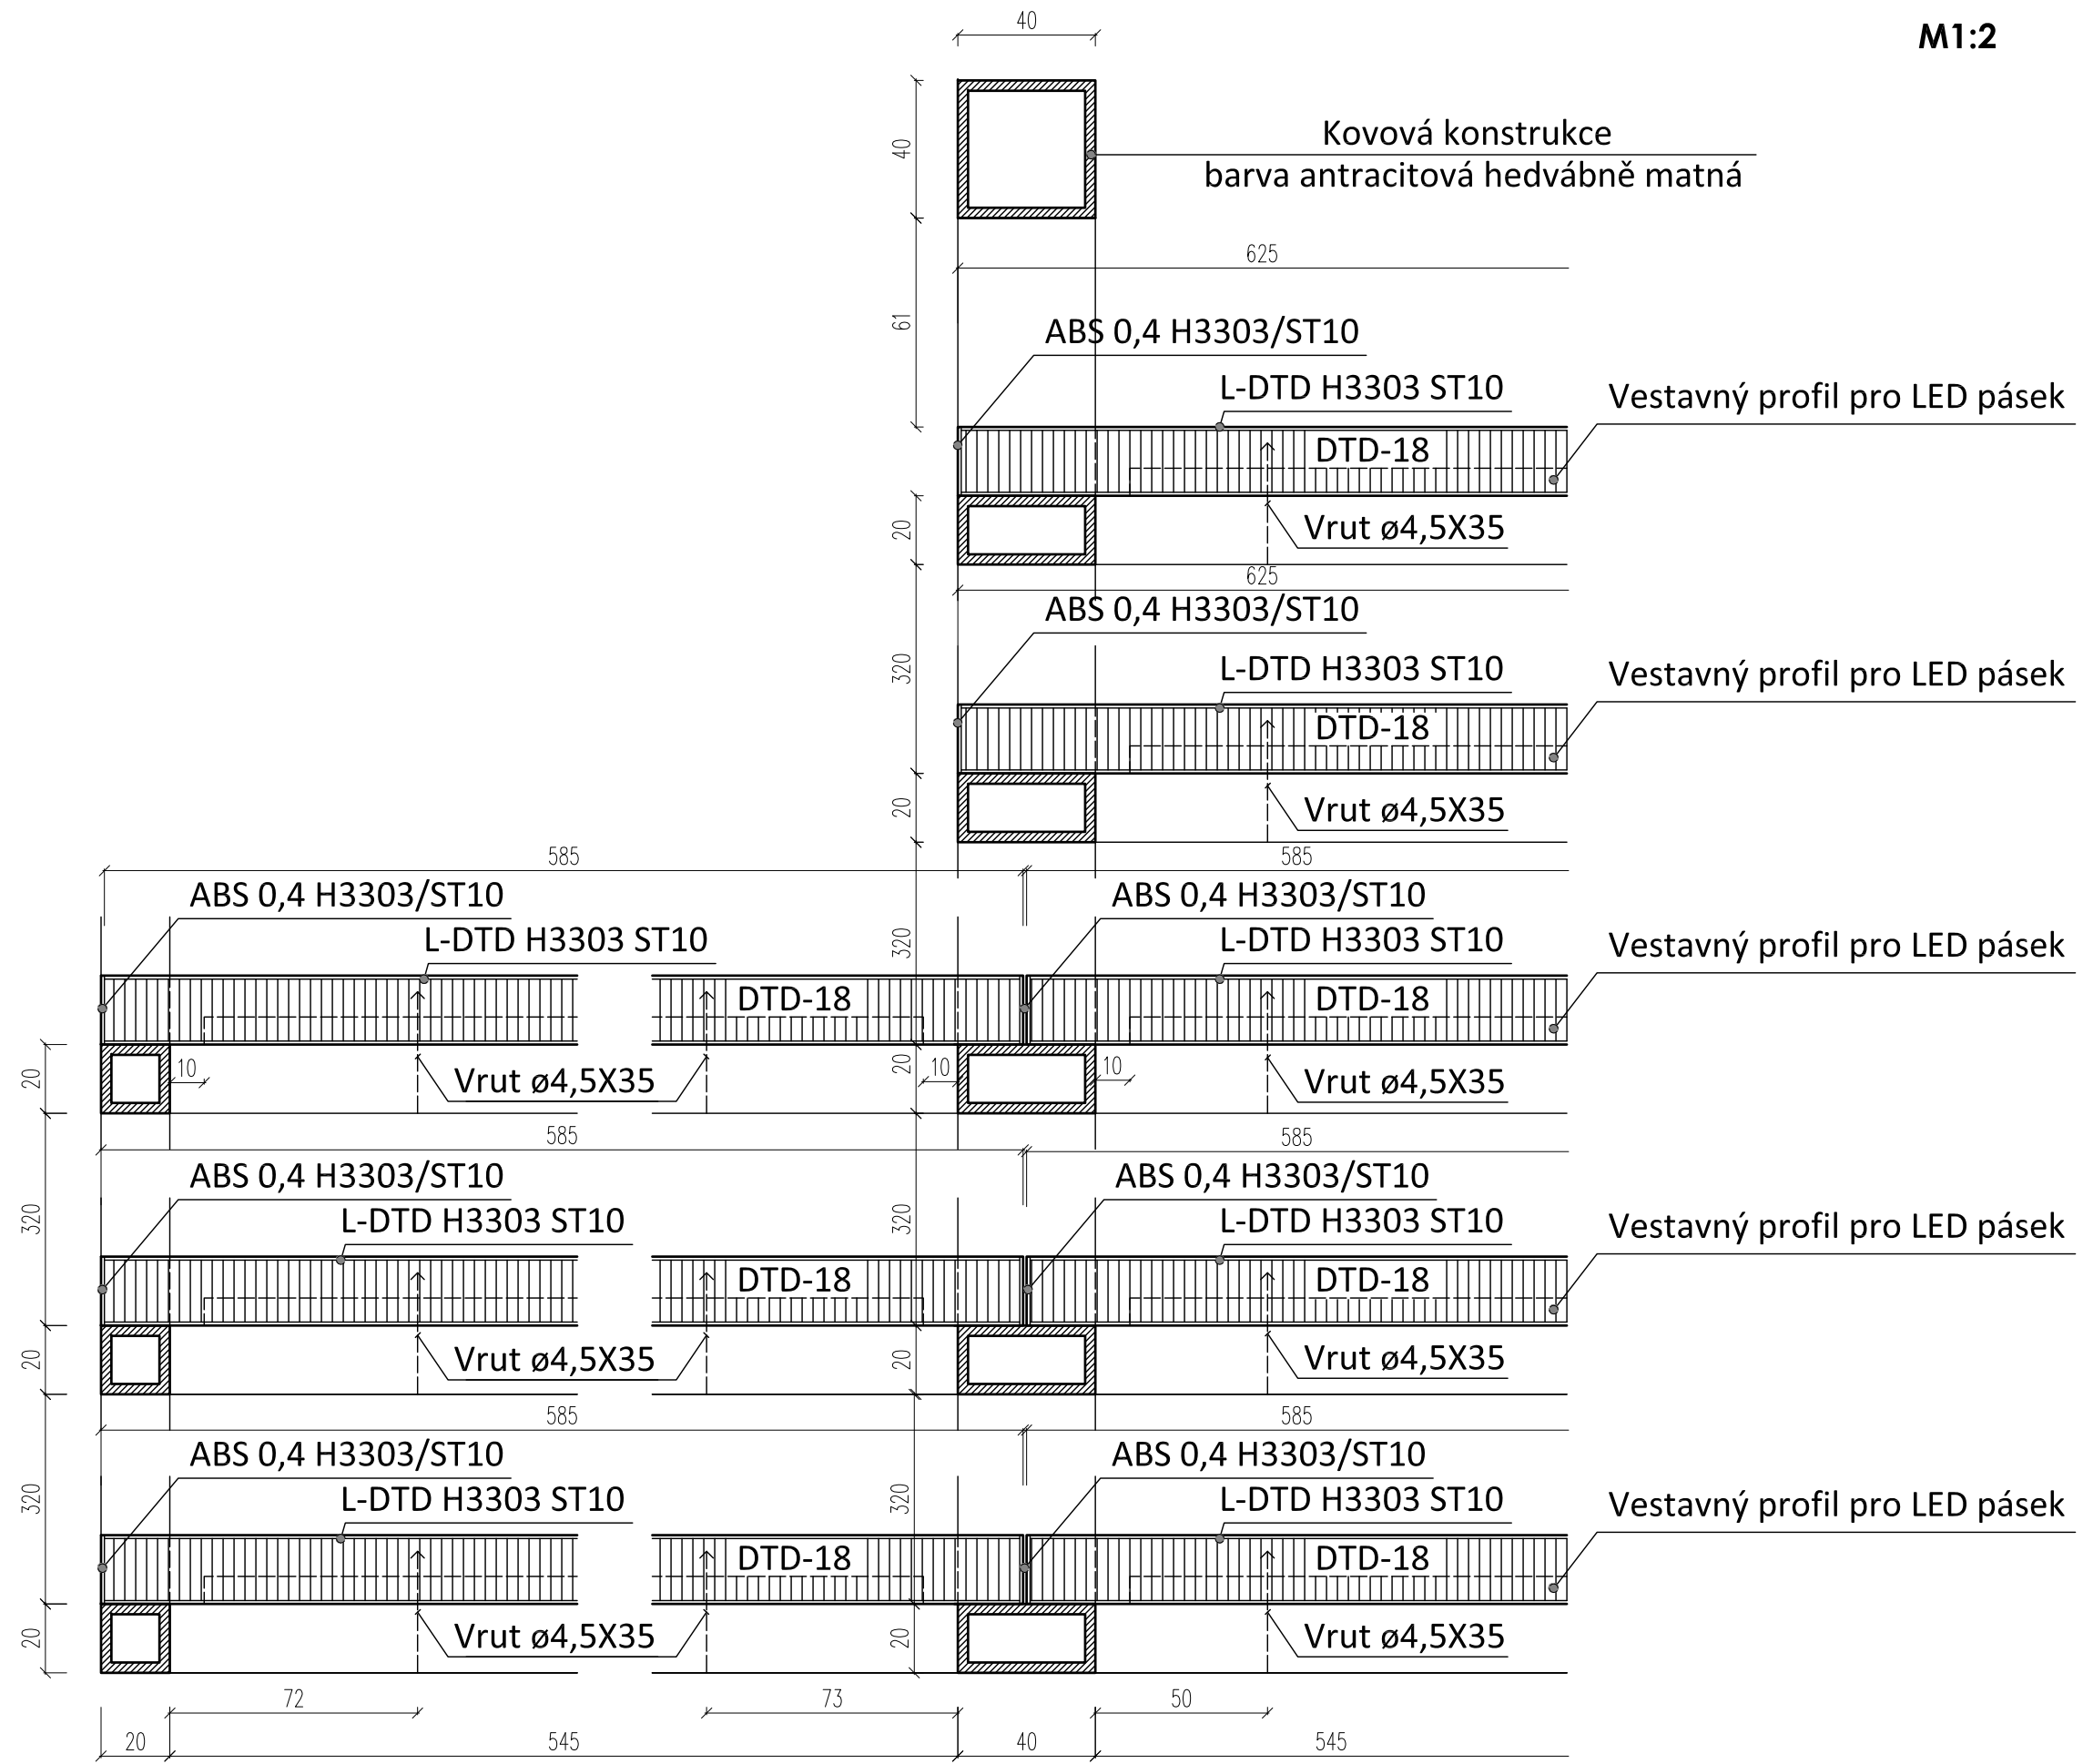 40
M1:2
40
Kovová konstrukce
barva antracitová hedvábně matná
625
61
ABS 0,4 H3303/ST10
L-DTD H3303 ST10
Vestavný profil pro LED pásek
DTD-18
20
Vrut ø4,5X35
625
ABS 0,4 H3303/ST10
320
L-DTD H3303 ST10
Vestavný profil pro LED pásek
DTD-18
20
Vrut ø4,5X35
585
585
ABS 0,4 H3303/ST10
ABS 0,4 H3303/ST10
L-DTD H3303 ST10
320
L-DTD H3303 ST10
Vestavný profil pro LED pásek
DTD-18
DTD-18
20
10
Vrut ø4,5X35
20
10
10
Vrut ø4,5X35
585
585
ABS 0,4 H3303/ST10
ABS 0,4 H3303/ST10
320
L-DTD H3303 ST10
320
L-DTD H3303 ST10
Vestavný profil pro LED pásek
DTD-18
DTD-18
20
Vrut ø4,5X35
20
Vrut ø4,5X35
585
585
ABS 0,4 H3303/ST10
ABS 0,4 H3303/ST10
320
L-DTD H3303 ST10
320
L-DTD H3303 ST10
Vestavný profil pro LED pásek
DTD-18
DTD-18
20
Vrut ø4,5X35
20
Vrut ø4,5X35
72
73
50
20
545
40
545